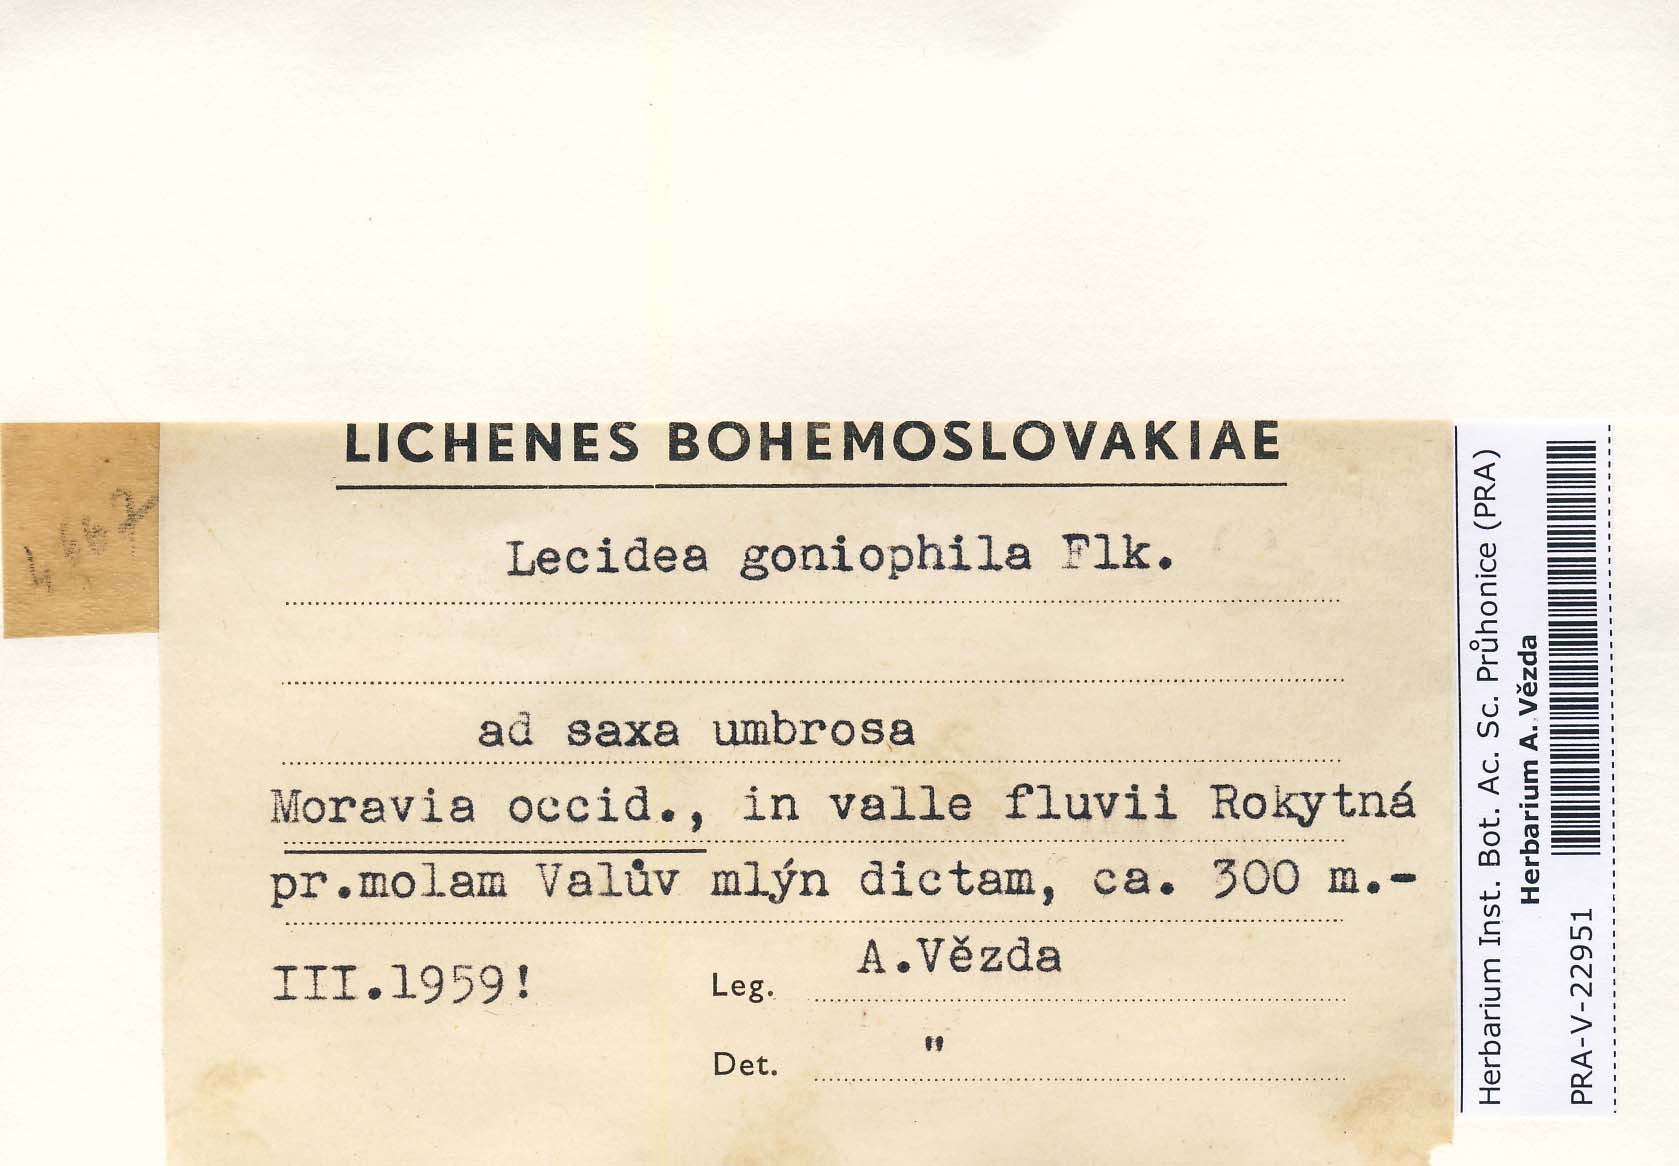 LICHENES BOHEMOSLOVAKIAE
Lecidea goniophila Flk.
ad saxa umbrosa
Moravia occid., in valle fluvii Rokytná
pr.molam Valův mlýn dictam, ca. 300 m.-
III.1959!
Leg. A.Vězda
Det. "
Herbarium Inst. Bot. Ac. Sc. Průhonice (PRA)
Herbarium A. Vězda
PRA-V-22951